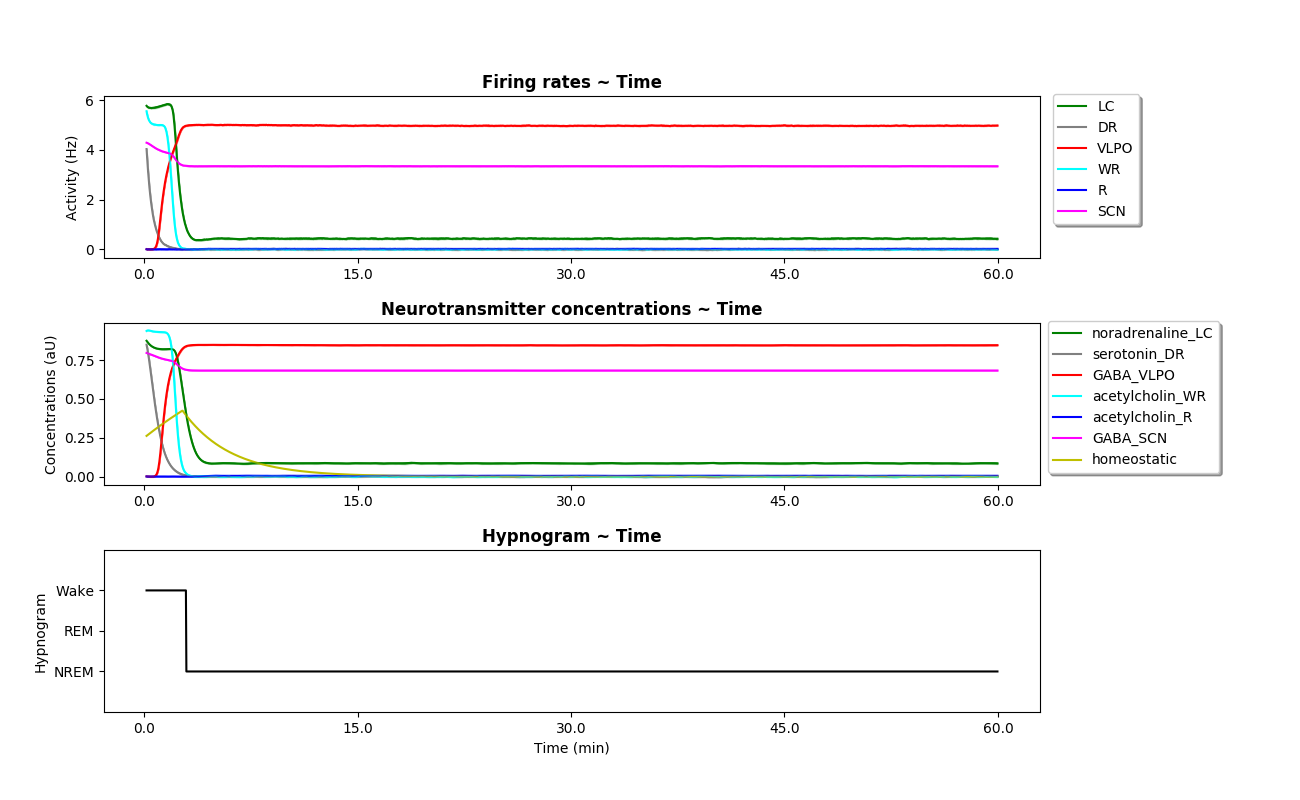 Firing rates ~ Time
Activity (Hz)
6
4
2
0
0.0 15.0 30.0 45.0 60.0
LC
DR
VLPO
WR
R
SCN
Neurotransmitter concentrations ~ Time
Concentrations (aU)
0.75
0.50
0.25
0.00
0.0 15.0 30.0 45.0 60.0
noradrenaline_LC
serotonin_DR
GABA_VLPO
acetylcholin_WR
acetylcholin_R
GABA_SCN
homeostatic
Hypnogram ~ Time
Hypnogram
Wake
REM
NREM
0.0 15.0 30.0 45.0 60.0
Time (min)